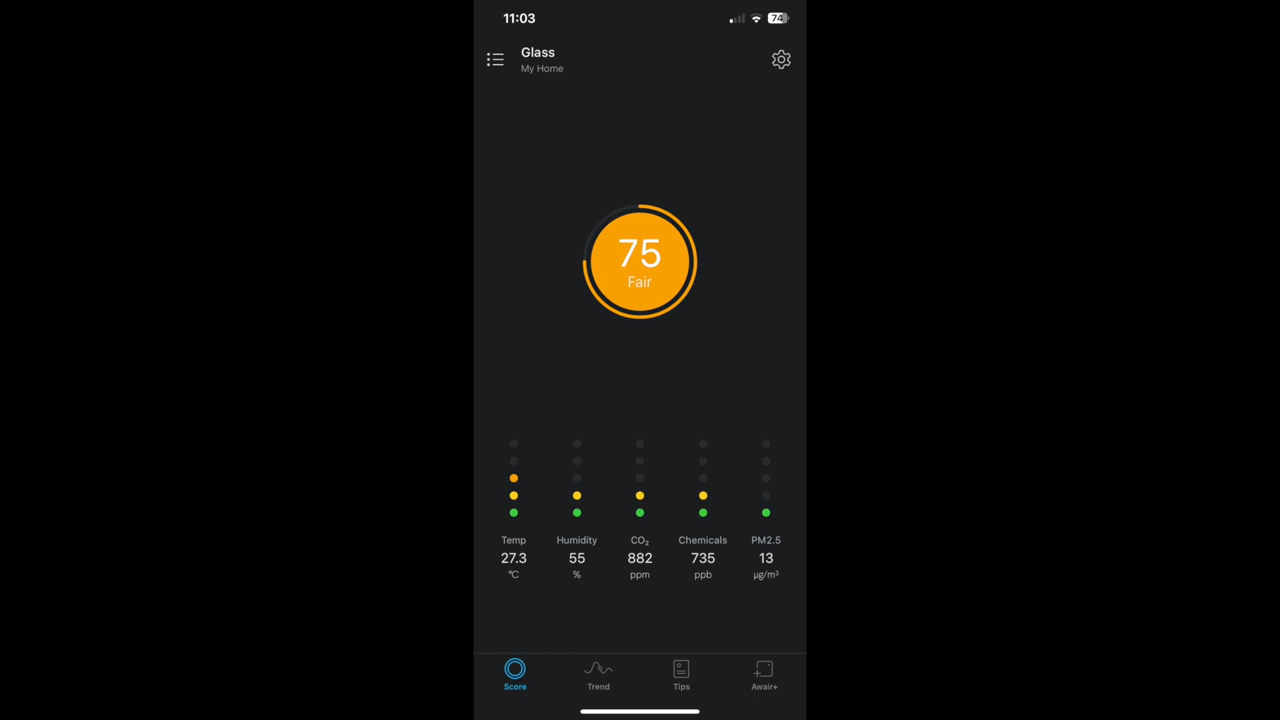 11:03
74
Glass
My Home
75
Fair
Temp Humidity CO₂ Chemicals PM2.5
27.3 55 882 735 13
°C % ppm ppb µg/m³
Score Trend Tips Awair+